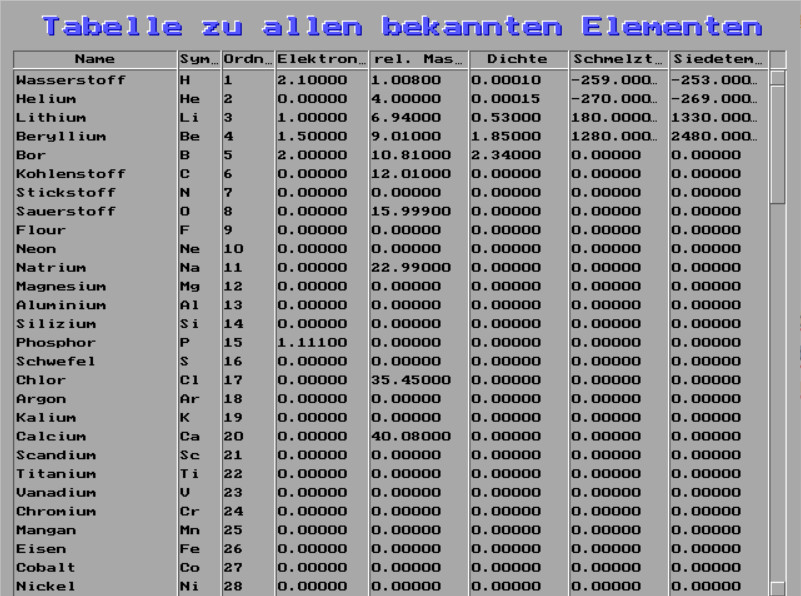 Tabelle zu allen bekannten Elementen
Name Sym… Ordn… Elektron… rel. Mas… Dichte Schmelzt… Siedetem…
Wasserstoff H 1 2.10000 1.00800 0.00010 -259.000… -253.000…
Helium He 2 0.00000 4.00000 0.00015 -270.000… -269.000…
Lithium Li 3 1.00000 6.94000 0.53000 180.0000… 1330.000…
Beryllium Be 4 1.50000 9.01000 1.85000 1280.000… 2480.000…
Bor B 5 2.00000 10.81000 2.34000 0.00000 0.00000
Kohlenstoff C 6 0.00000 12.01000 0.00000 0.00000 0.00000
Stickstoff N 7 0.00000 0.00000 0.00000 0.00000 0.00000
Sauerstoff O 8 0.00000 15.99900 0.00000 0.00000 0.00000
Flour F 9 0.00000 0.00000 0.00000 0.00000 0.00000
Neon Ne 10 0.00000 0.00000 0.00000 0.00000 0.00000
Natrium Na 11 0.00000 22.99000 0.00000 0.00000 0.00000
Magnesium Mg 12 0.00000 0.00000 0.00000 0.00000 0.00000
Aluminium Al 13 0.00000 0.00000 0.00000 0.00000 0.00000
Silizium Si 14 0.00000 0.00000 0.00000 0.00000 0.00000
Phosphor P 15 1.11100 0.00000 0.00000 0.00000 0.00000
Schwefel S 16 0.00000 0.00000 0.00000 0.00000 0.00000
Chlor Cl 17 0.00000 35.45000 0.00000 0.00000 0.00000
Argon Ar 18 0.00000 0.00000 0.00000 0.00000 0.00000
Kalium K 19 0.00000 0.00000 0.00000 0.00000 0.00000
Calcium Ca 20 0.00000 40.08000 0.00000 0.00000 0.00000
Scandium Sc 21 0.00000 0.00000 0.00000 0.00000 0.00000
Titanium Ti 22 0.00000 0.00000 0.00000 0.00000 0.00000
Vanadium V 23 0.00000 0.00000 0.00000 0.00000 0.00000
Chromium Cr 24 0.00000 0.00000 0.00000 0.00000 0.00000
Mangan Mn 25 0.00000 0.00000 0.00000 0.00000 0.00000
Eisen Fe 26 0.00000 0.00000 0.00000 0.00000 0.00000
Cobalt Co 27 0.00000 0.00000 0.00000 0.00000 0.00000
Nickel Ni 28 0.00000 0.00000 0.00000 0.00000 0.00000